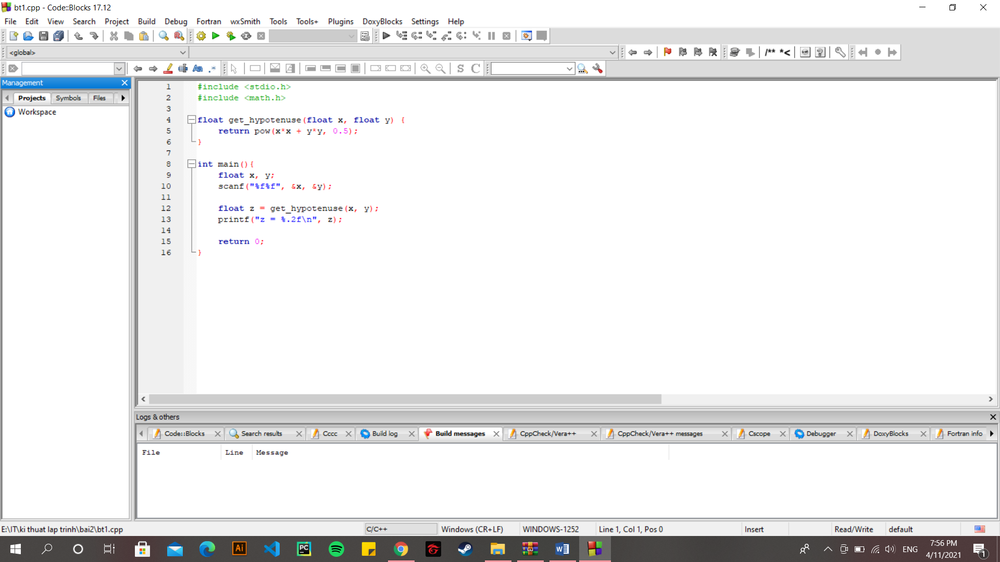 bt1.cpp - Code::Blocks 17.12
File Edit View Search Project Build Debug Fortran wxSmith Tools Tools+ Plugins DoxyBlocks Settings Help
<global>
/** *<
Aa .*
S C
Management
Projects Symbols Files
Workspace
1 #include <stdio.h>
2 #include <math.h>
3
4 float get_hypotenuse(float x, float y) {
5 return pow(x*x + y*y, 0.5);
6 }
7
8 int main(){
9 float x, y;
10 scanf("%f%f", &x, &y);
11
12 float z = get_hypotenuse(x, y);
13 printf("z = %.2f\n", z);
14
15 return 0;
16 }
Logs & others
Code::Blocks Search results Cccc Build log Build messages CppCheck/Vera++ CppCheck/Vera++ messages Cscope Debugger DoxyBlocks Fortran info
File Line Message
E:\IT\ki thuat lap trinh\bai2\bt1.cpp C/C++ Windows (CR+LF) WINDOWS-1252 Line 1, Col 1, Pos 0 Insert Read/Write default
Ai PC W ENG
7:56 PM
4/11/2021
1